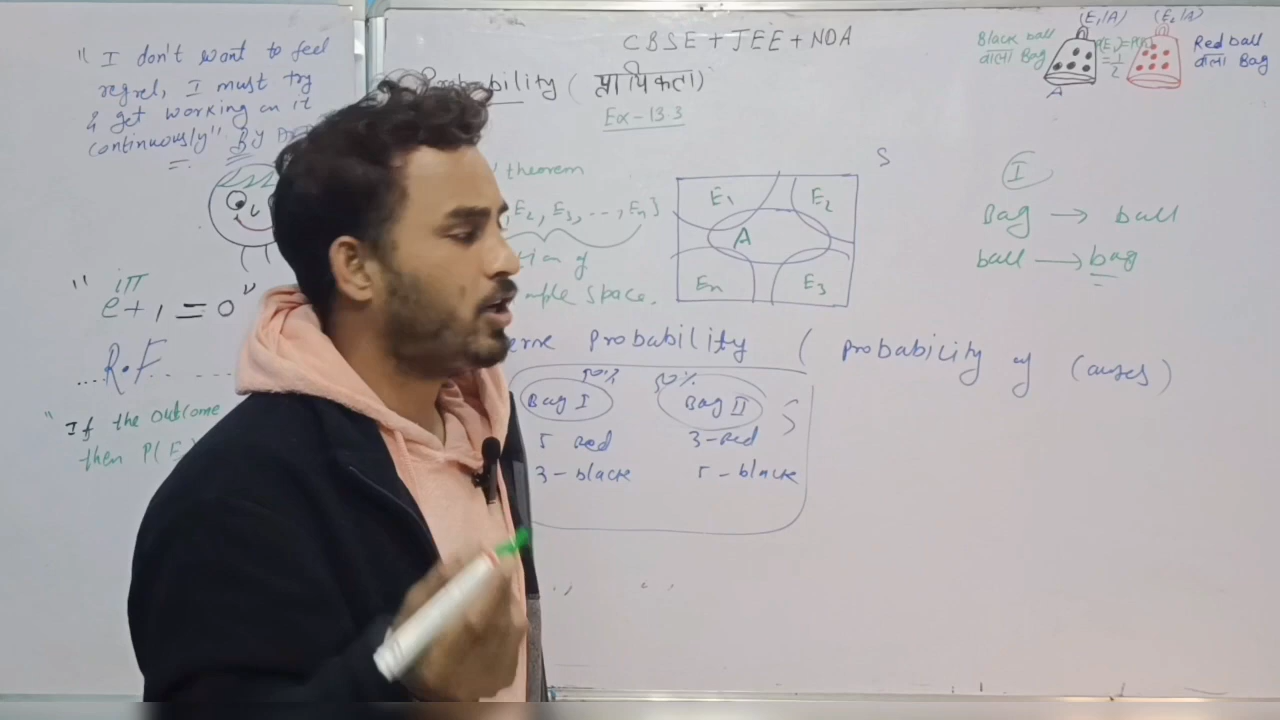 CBSE + JEE + NDA
Probability ( प्रायिकता)
Ex - 13.3
" I don't want to feel
regret, I must try
& get working on it
continuously". By
theorem
, E2, E3, ..., En}
tion of
mple Space.
S
E1
E2
A
En
E3
" e^iπ + 1 = 0"
...R.F.........
"If the outcome
then P(E
erse Probability ( Probability of causes)
50% 50%
Bag I Bag II
5 Red 3-Red
3-black 5-black
(E1/A) (E2/A)
Black ball
वाला Bag
P(E1)=P(E2)
=1/2
Red ball
वाला Bag
A
I
Bag → ball
ball → bag